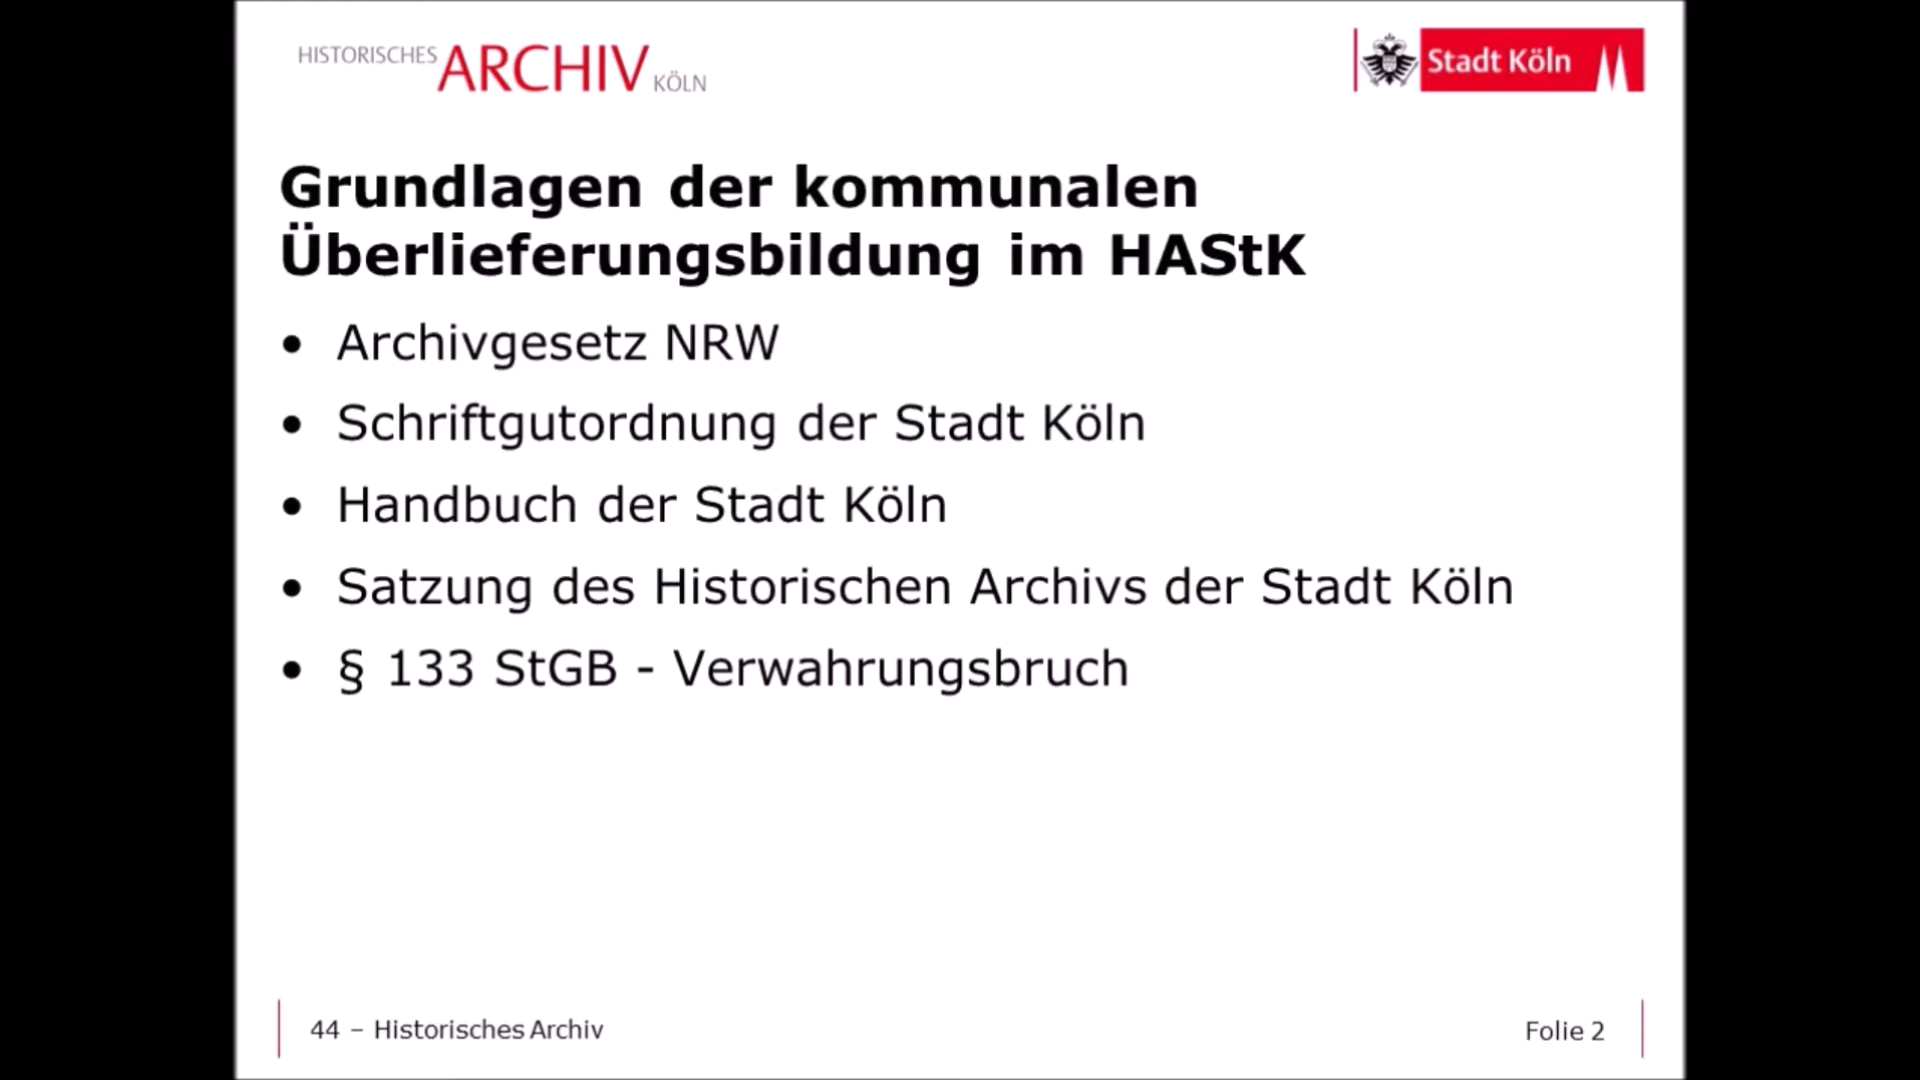 HISTORISCHES ARCHIV KÖLN
Stadt Köln
Grundlagen der kommunalen
Überlieferungsbildung im HAStK
• Archivgesetz NRW
• Schriftgutordnung der Stadt Köln
• Handbuch der Stadt Köln
• Satzung des Historischen Archivs der Stadt Köln
• § 133 StGB - Verwahrungsbruch
44 – Historisches Archiv
Folie 2